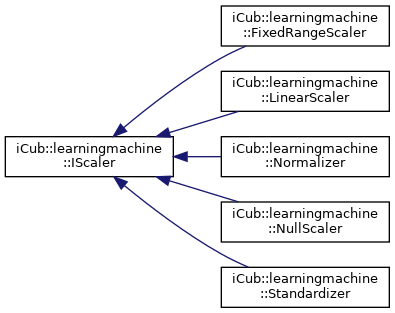 iCub::learningmachine
::FixedRangeScaler
iCub::learningmachine
::LinearScaler
iCub::learningmachine
::IScaler
iCub::learningmachine
::Normalizer
iCub::learningmachine
::NullScaler
iCub::learningmachine
::Standardizer